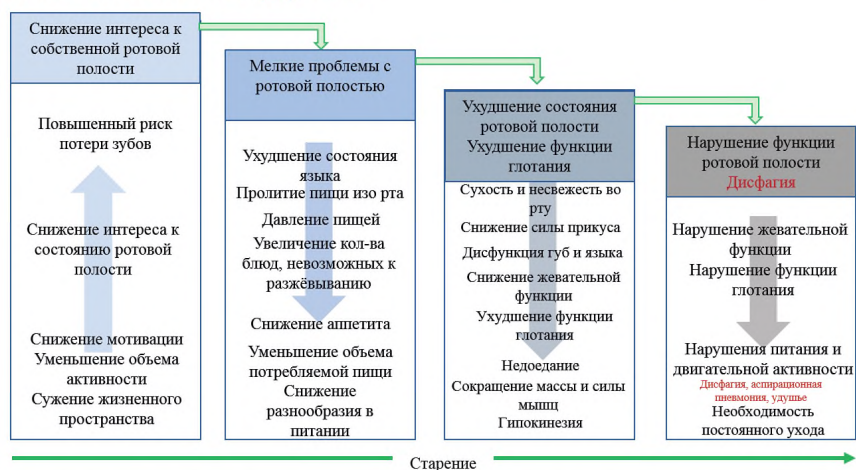 Снижение интереса к
собственной ротовой
полости
Повышенный риск
потери зубов
Снижение интереса к
состоянию ротовой
полости
Снижение мотивации
Уменьшение объема
активности
Сужение жизненного
пространства
Мелкие проблемы с
ротовой полостью
Ухудшение состояния
языка
Пролитие пищи изо рта
Давление пищей
Увеличение кол-ва
блюд, невозможных к
разжёвыванию
Снижение аппетита
Уменьшение объема
потребляемой пищи
Снижение
разнообразия в
питании
Ухудшение состояния
ротовой полости
Ухудшение функции
глотания
Сухость и несвежесть во
рту
Снижение силы прикуса
Дисфункция губ и языка
Снижение жевательной
функции
Ухудшение функции
глотания
Недоедание
Сокращение массы и силы
мышц
Гипокинезия
Нарушение функции
ротовой полости
Дисфагия
Нарушение жевательной
функции
Нарушение функции
глотания
Нарушения питания и
двигательной активности
Дисфагия, аспирационная
пневмония, удушье
Необходимость
постоянного ухода
Старение